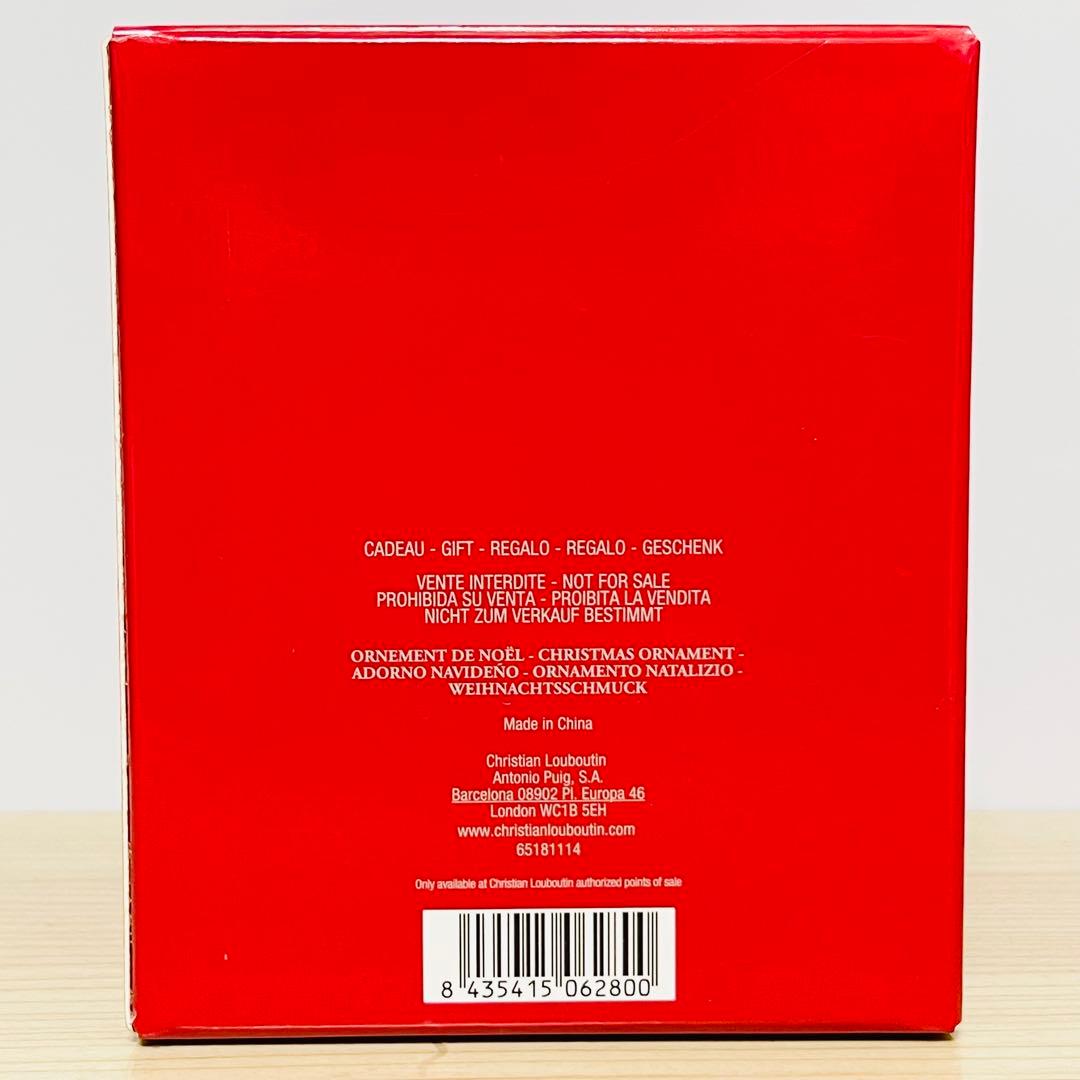 CADEAU - GIFT - REGALO - REGALO - GESCHENK
VENTE INTERDITE - NOT FOR SALE
PROHIBIDA SU VENTA - PROIBITA LA VENDITA
NICHT ZUM VERKAUF BESTIMMT
ORNEMENT DE NOËL - CHRISTMAS ORNAMENT -
ADORNO NAVIDEÑO - ORNAMENTO NATALIZIO -
WEIHNACHTSSCHMUCK
Made in China
Christian Louboutin
Antonio Puig, S.A.
Barcelona 08902 Pl. Europa 46
London WC1B 5EH
www.christianlouboutin.com
65181114
Only available at Christian Louboutin authorized points of sale
8 435415 062800